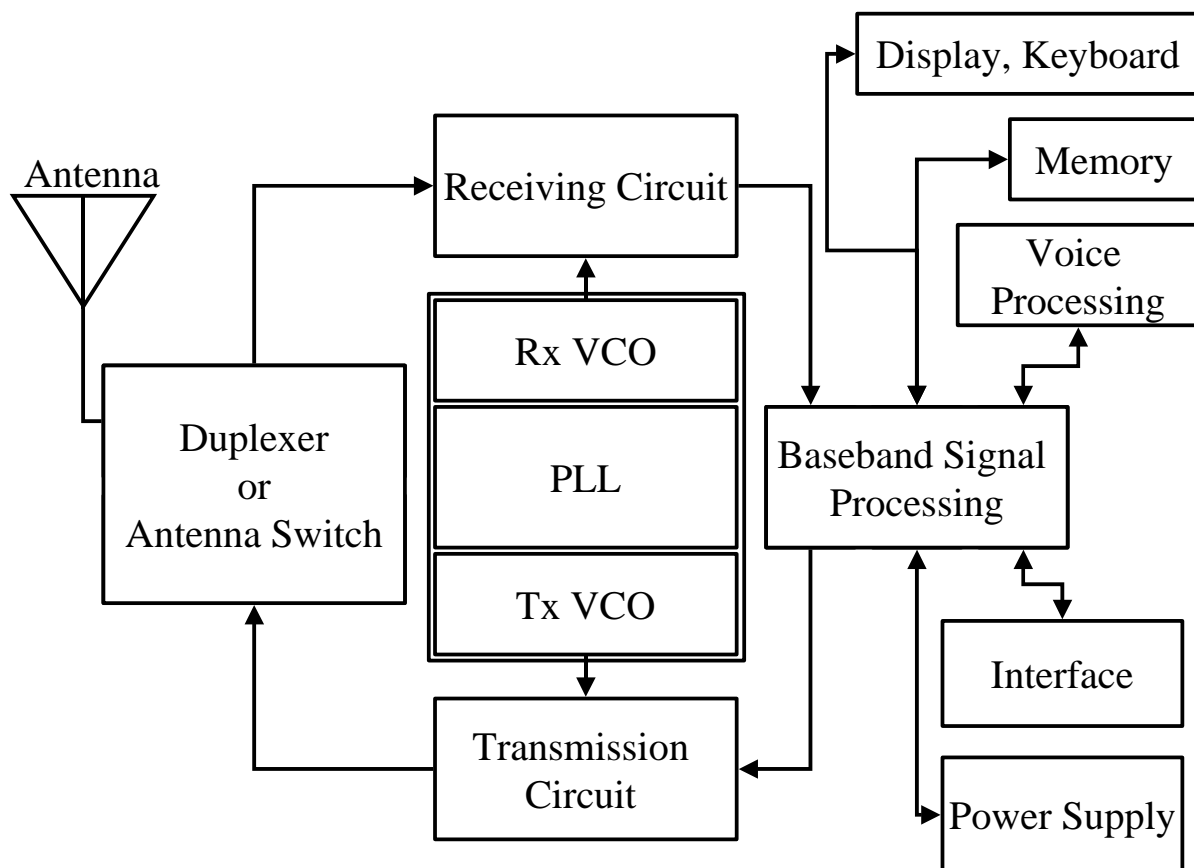 Display, Keyboard
Memory
Antenna
Receiving Circuit
Voice
Processing
Rx VCO
Duplexer
or
Antenna Switch
PLL
Baseband Signal
Processing
Tx VCO
Interface
Transmission
Circuit
Power Supply